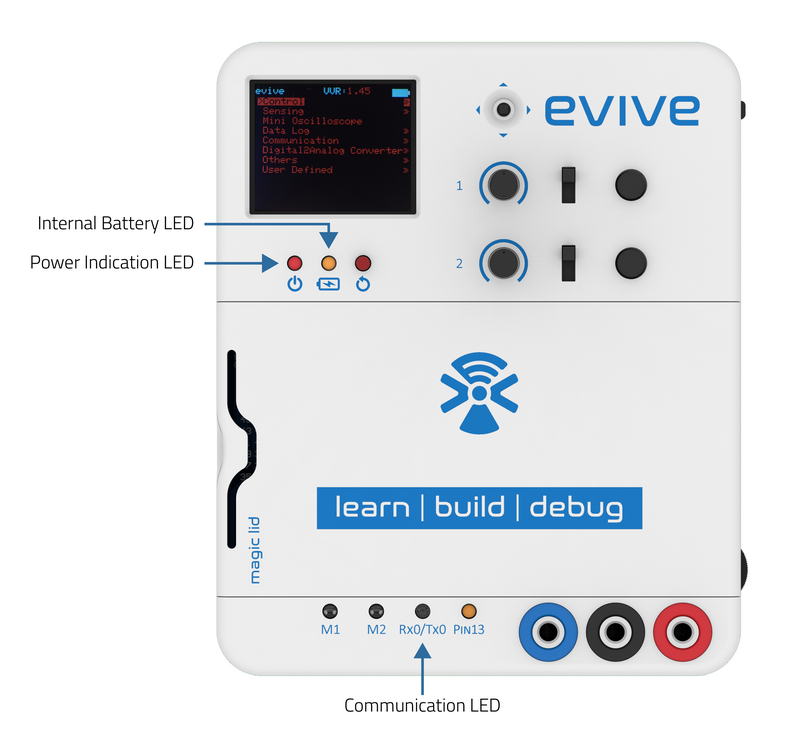 evive VVR:1.45
Control
Sensing
Mini Oscilloscope
Data Log
Communication
Digital2Analog Converter
Others
User Defined
evive
1
2
Internal Battery LED
Power Indication LED
learn | build | debug
magic lid
M1 M2 Rx0/Tx0 PIN13
Communication LED